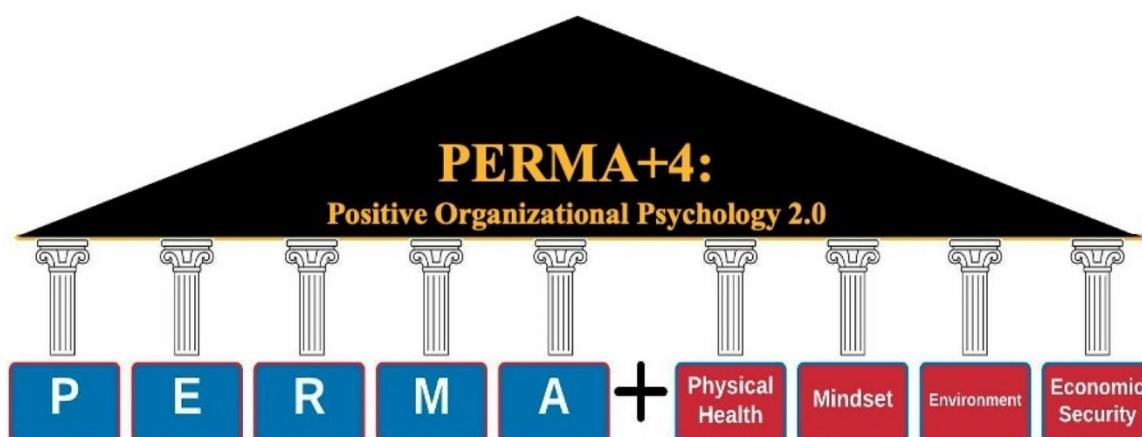 PERMA+4:
Positive Organizational Psychology 2.0
P E R M A + Physical Health Mindset Environment Economic Security